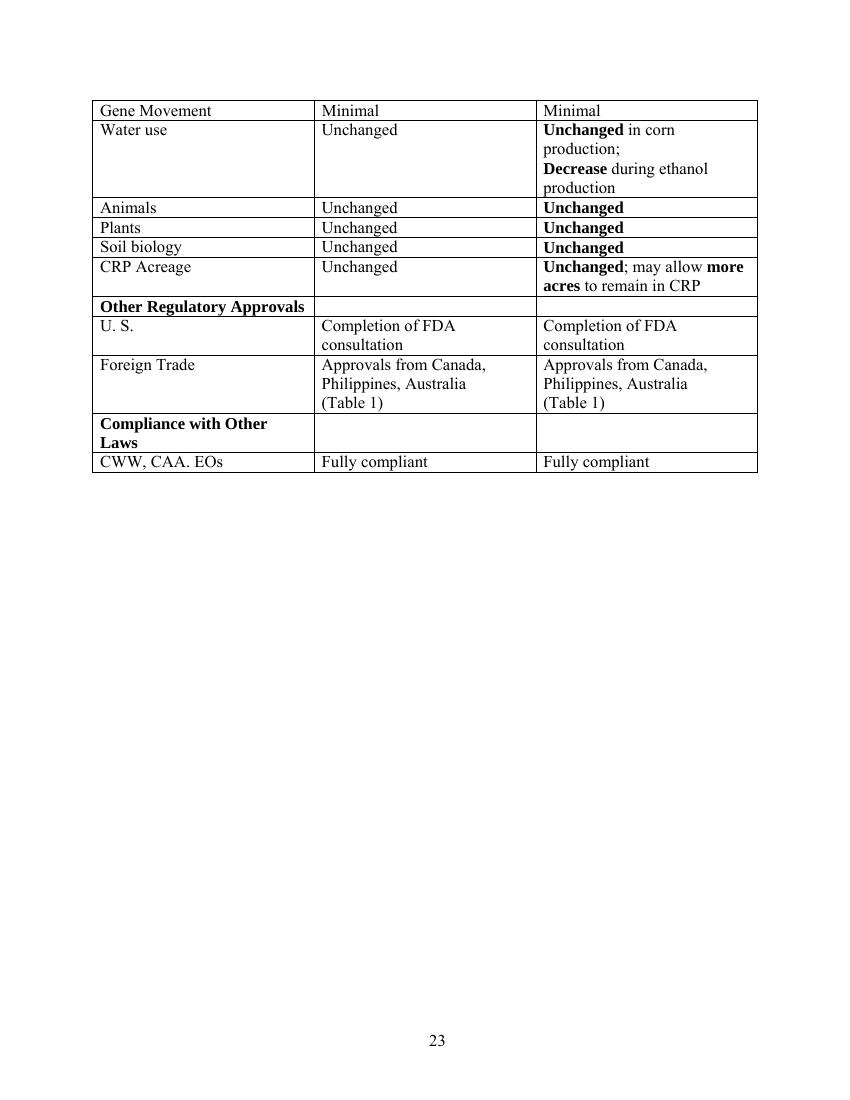 Gene Movement Minimal Minimal
Water use Unchanged Unchanged in corn
production;
Decrease during ethanol
production
Animals Unchanged Unchanged
Plants Unchanged Unchanged
Soil biology Unchanged Unchanged
CRP Acreage Unchanged Unchanged; may allow more
acres to remain in CRP
Other Regulatory Approvals
U. S. Completion of FDA Completion of FDA
consultation consultation
Foreign Trade Approvals from Canada, Approvals from Canada,
Philippines, Australia Philippines, Australia
(Table 1) (Table 1)
Compliance with Other
Laws
CWW, CAA. EOs Fully compliant Fully compliant
23